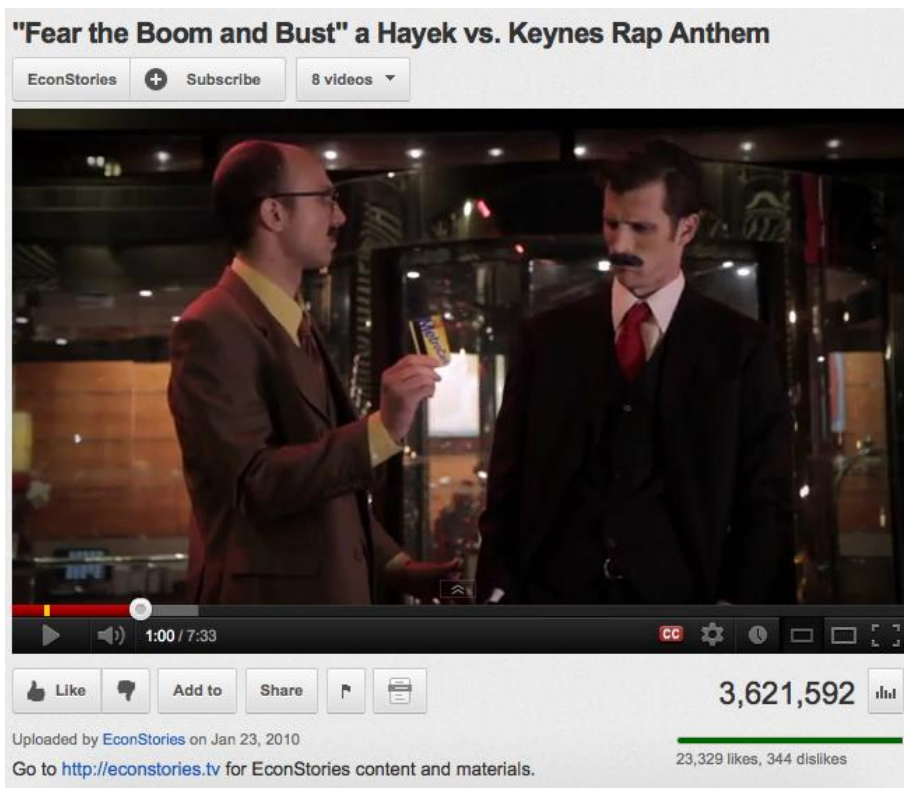 "Fear the Boom and Bust" a Hayek vs. Keynes Rap Anthem
EconStories Subscribe 8 videos
MetroCard
1:00 / 7:33 CC
Like Add to Share 3,621,592
Uploaded by EconStories on Jan 23, 2010
23,329 likes, 344 dislikes
Go to http://econstories.tv for EconStories content and materials.